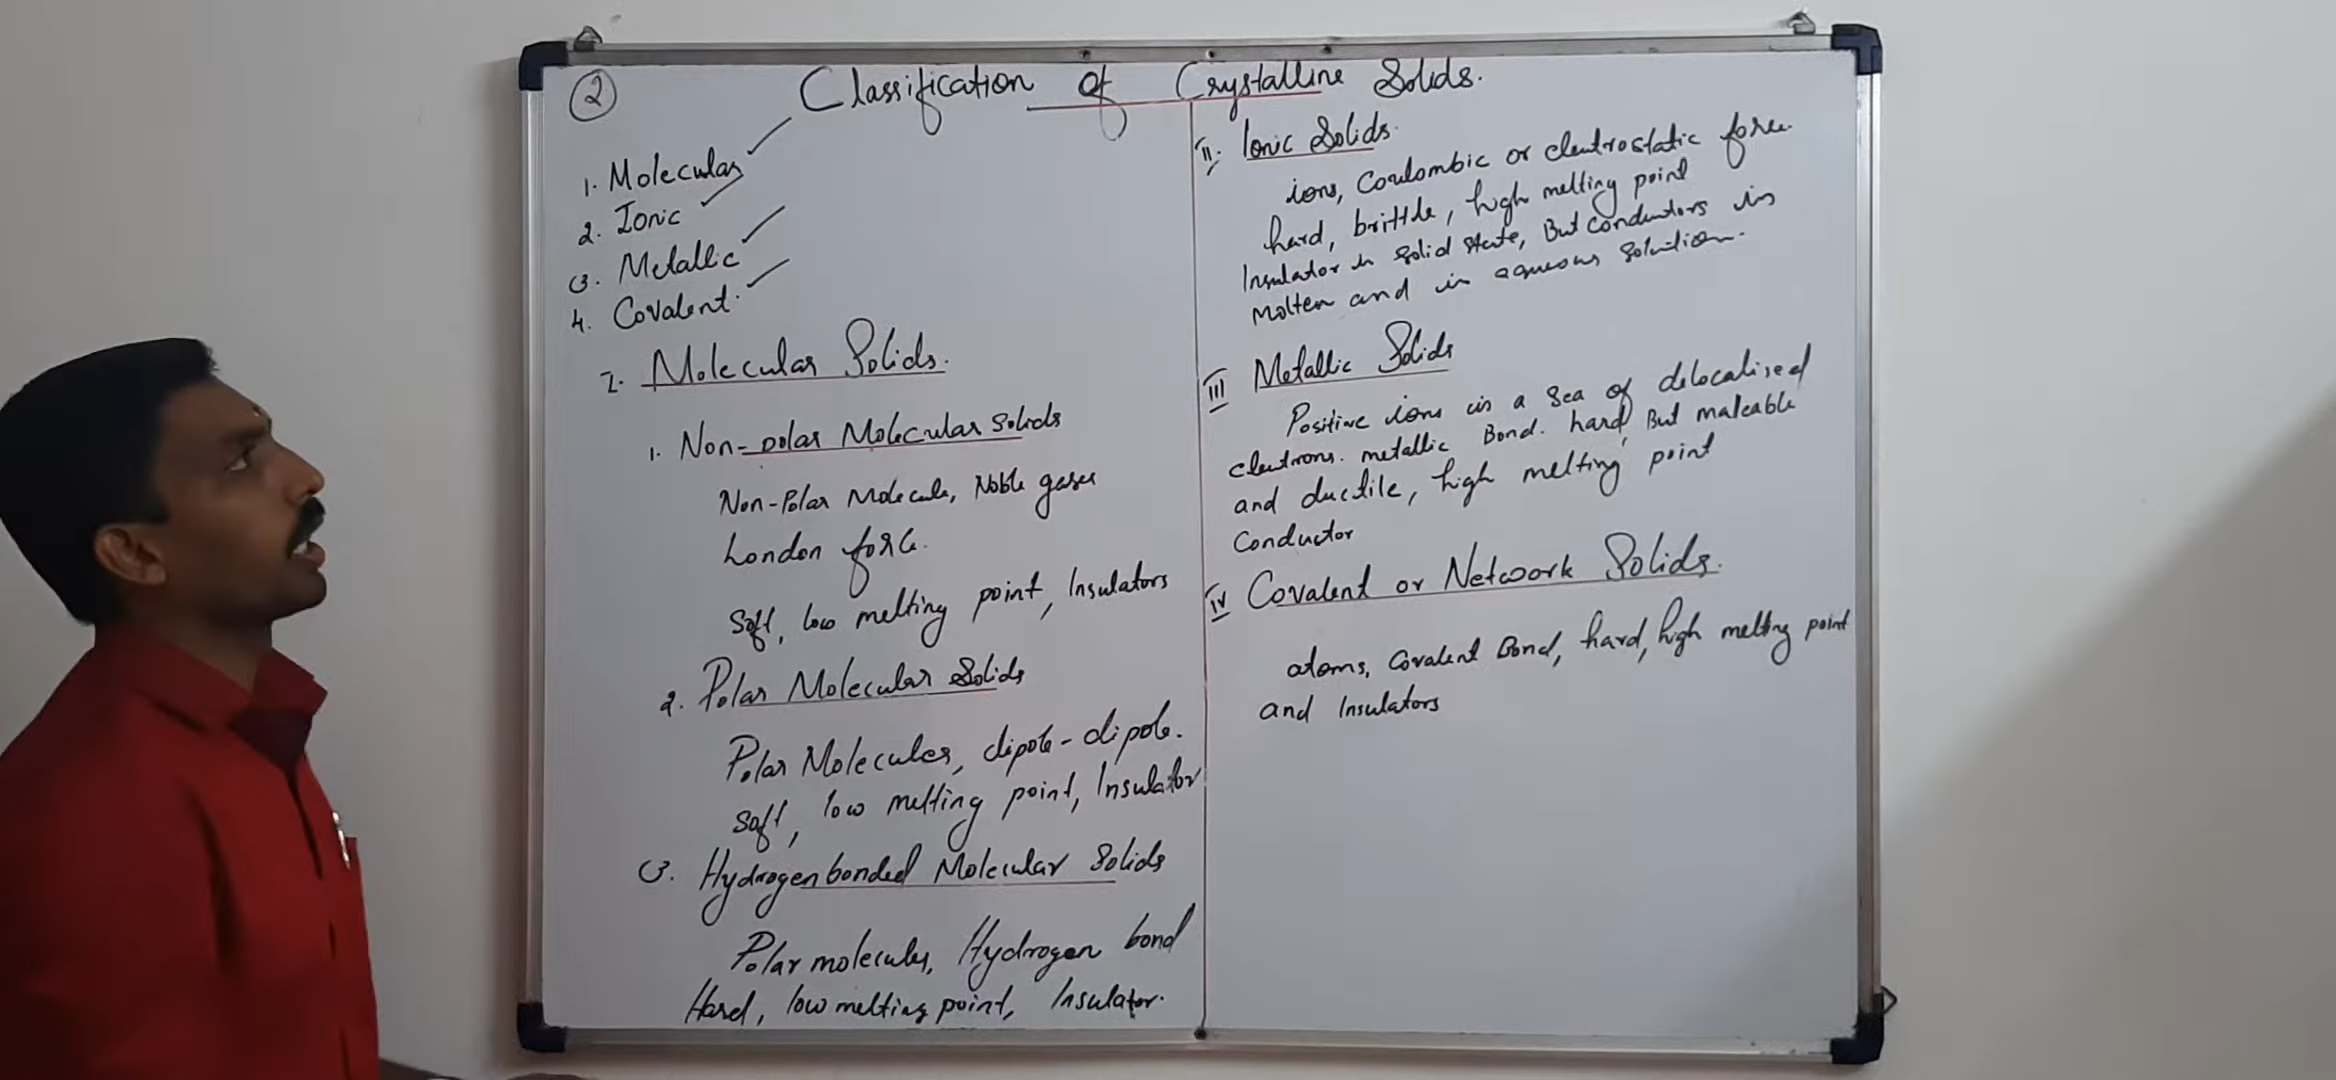 2
Classification of Crystalline Solids.
1. Molecular
2. Ionic
3. Metallic
4. Covalent.
I. Molecular Solids.
1. Non-polar Molecular Solids
Non-Polar Molecule, Noble gases
London force.
Soft, low melting point, Insulators
2. Polar Molecular Solids
Polar Molecules, dipole-dipole.
Soft, low melting point, Insulator
3. Hydrogen bonded Molecular Solids
Polar molecules, Hydrogen bond
Hard, low melting point, Insulator.
II. Ionic Solids.
ions, Coulombic or electrostatic force
hard, brittle, high melting point
Insulator in solid state, But conductors in
molten and in aqueous solution.
III Metallic Solids
Positive ions in a sea of delocalised
electrons. metallic Bond. hard, But maleable
and ductile, high melting point
Conductor
IV Covalent or Network Solids.
atoms, Covalent Bond, hard, high melting point
and Insulators